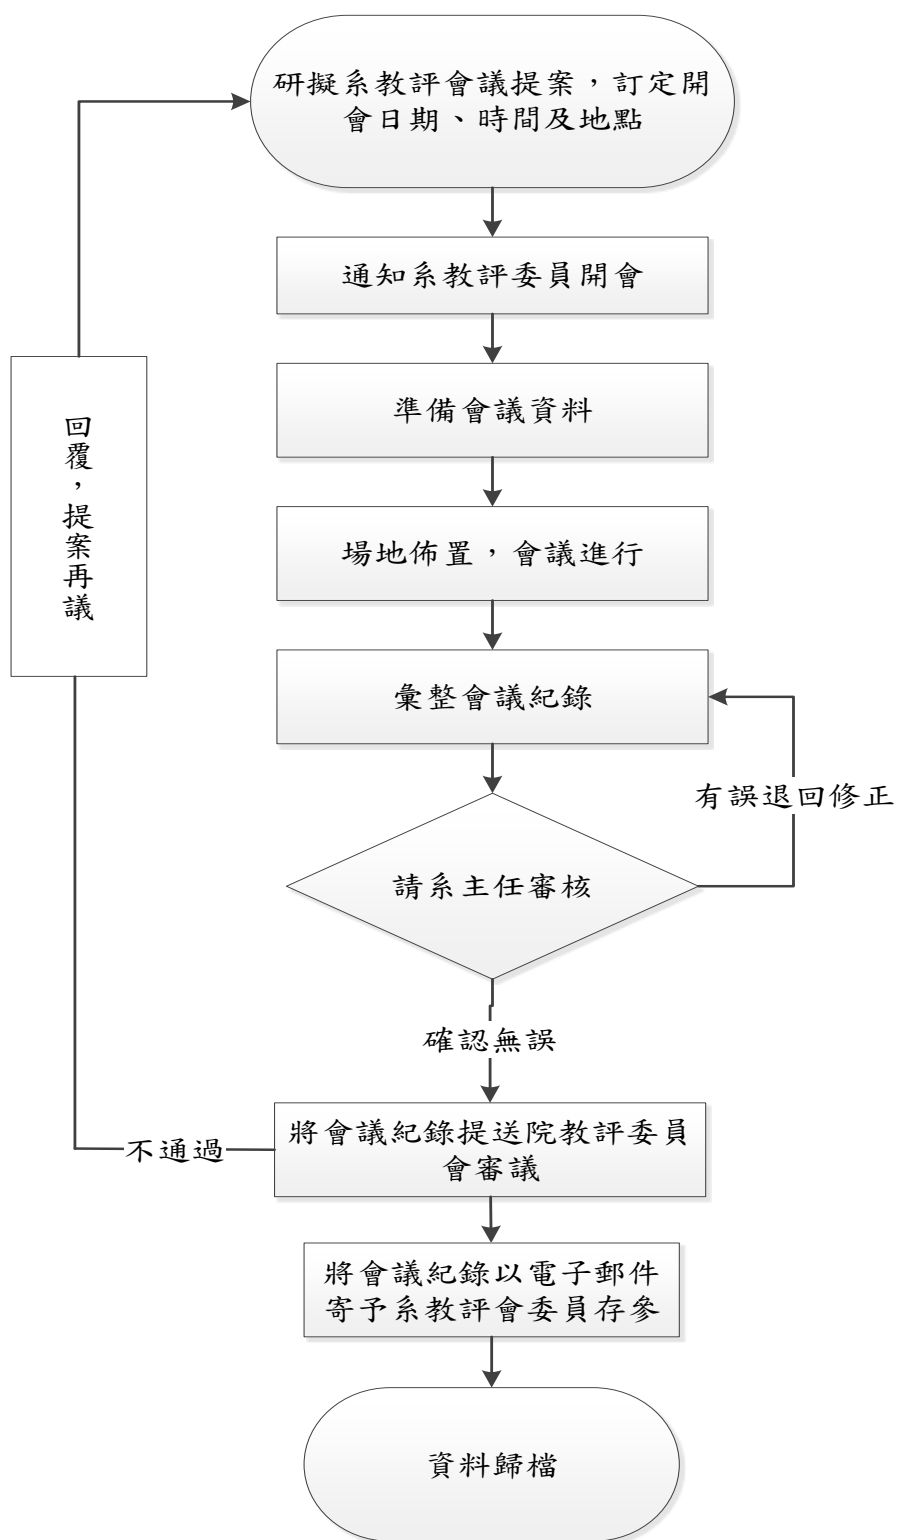 研擬系教評會議提案，訂定開
會日期、時間及地點
通知系教評委員開會
準備會議資料
回覆，提案再議
場地佈置，會議進行
彙整會議紀錄
有誤退回修正
請系主任審核
確認無誤
將會議紀錄提送院教評委員
會審議
不通過
將會議紀錄以電子郵件
寄予系教評會委員存參
資料歸檔